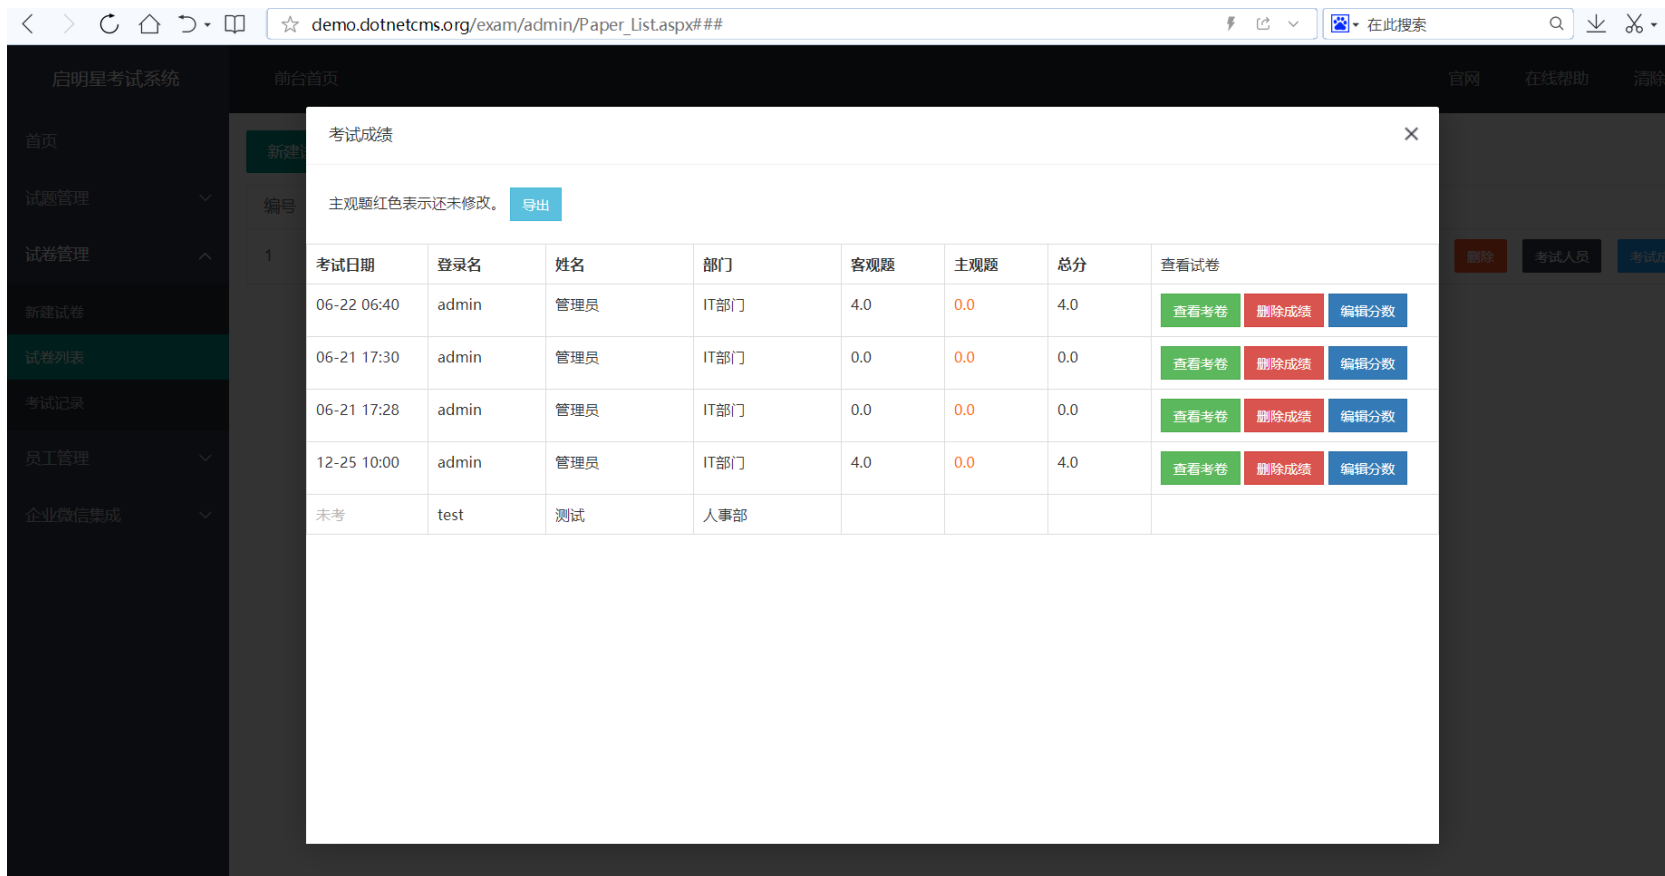 demo.dotnetcms.org/exam/admin/Paper_List.aspx###
在此搜索
启明星考试系统
前台首页
官网
在线帮助
清除
首页
试题管理
试卷管理
新建试卷
试卷列表
考试记录
员工管理
企业微信集成
新建
编号
1
删除
考试人员
考试成
考试成绩
主观题红色表示还未修改。 导出
考试日期 登录名 姓名 部门 客观题 主观题 总分 查看试卷
06-22 06:40 admin 管理员 IT部门 4.0 0.0 4.0 查看考卷 删除成绩 编辑分数
06-21 17:30 admin 管理员 IT部门 0.0 0.0 0.0 查看考卷 删除成绩 编辑分数
06-21 17:28 admin 管理员 IT部门 0.0 0.0 0.0 查看考卷 删除成绩 编辑分数
12-25 10:00 admin 管理员 IT部门 4.0 0.0 4.0 查看考卷 删除成绩 编辑分数
未考 test 测试 人事部